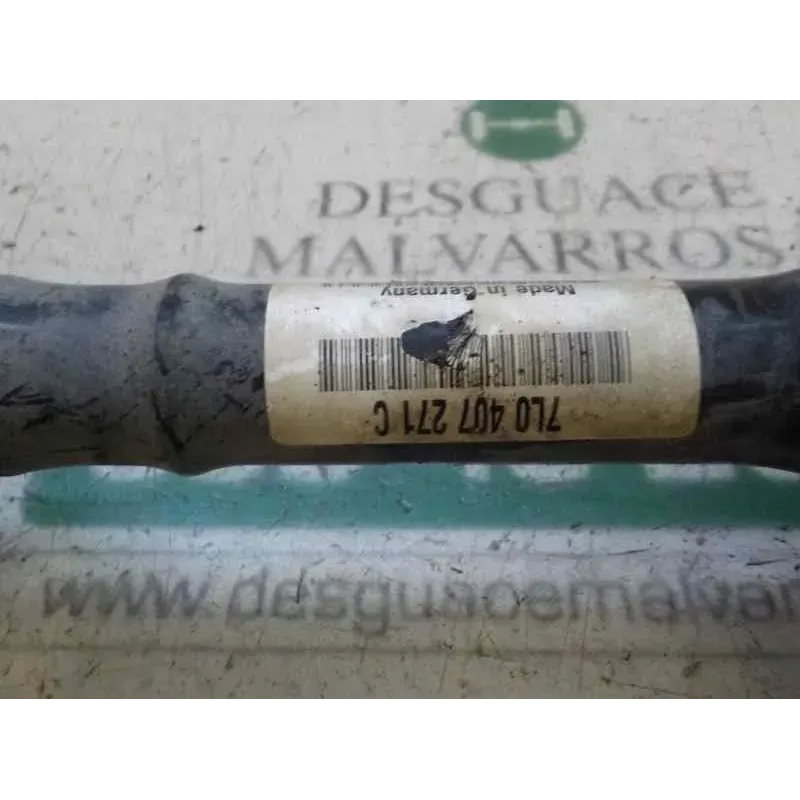 DESGUACE
MALVARROS
Made in Germany
7L0 407 271 C
www.desguacemalvar